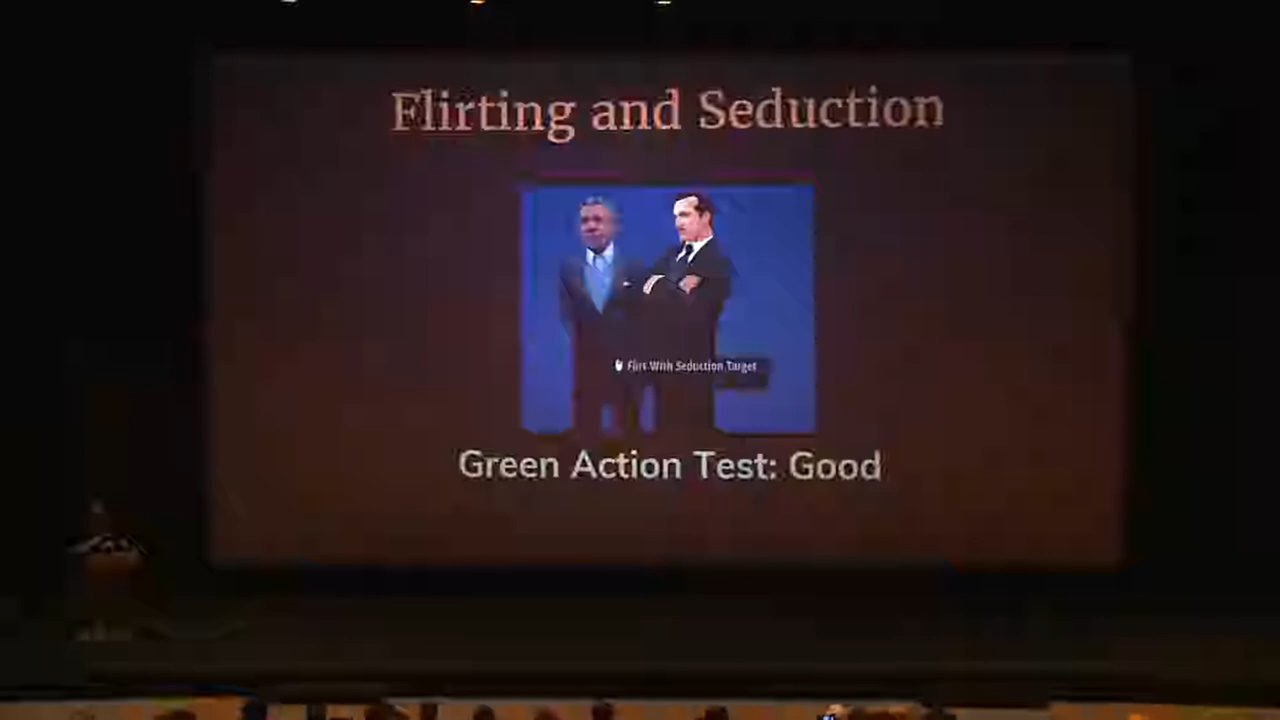 Flirting and Seduction
Flirt With Seduction Target
Green Action Test: Good